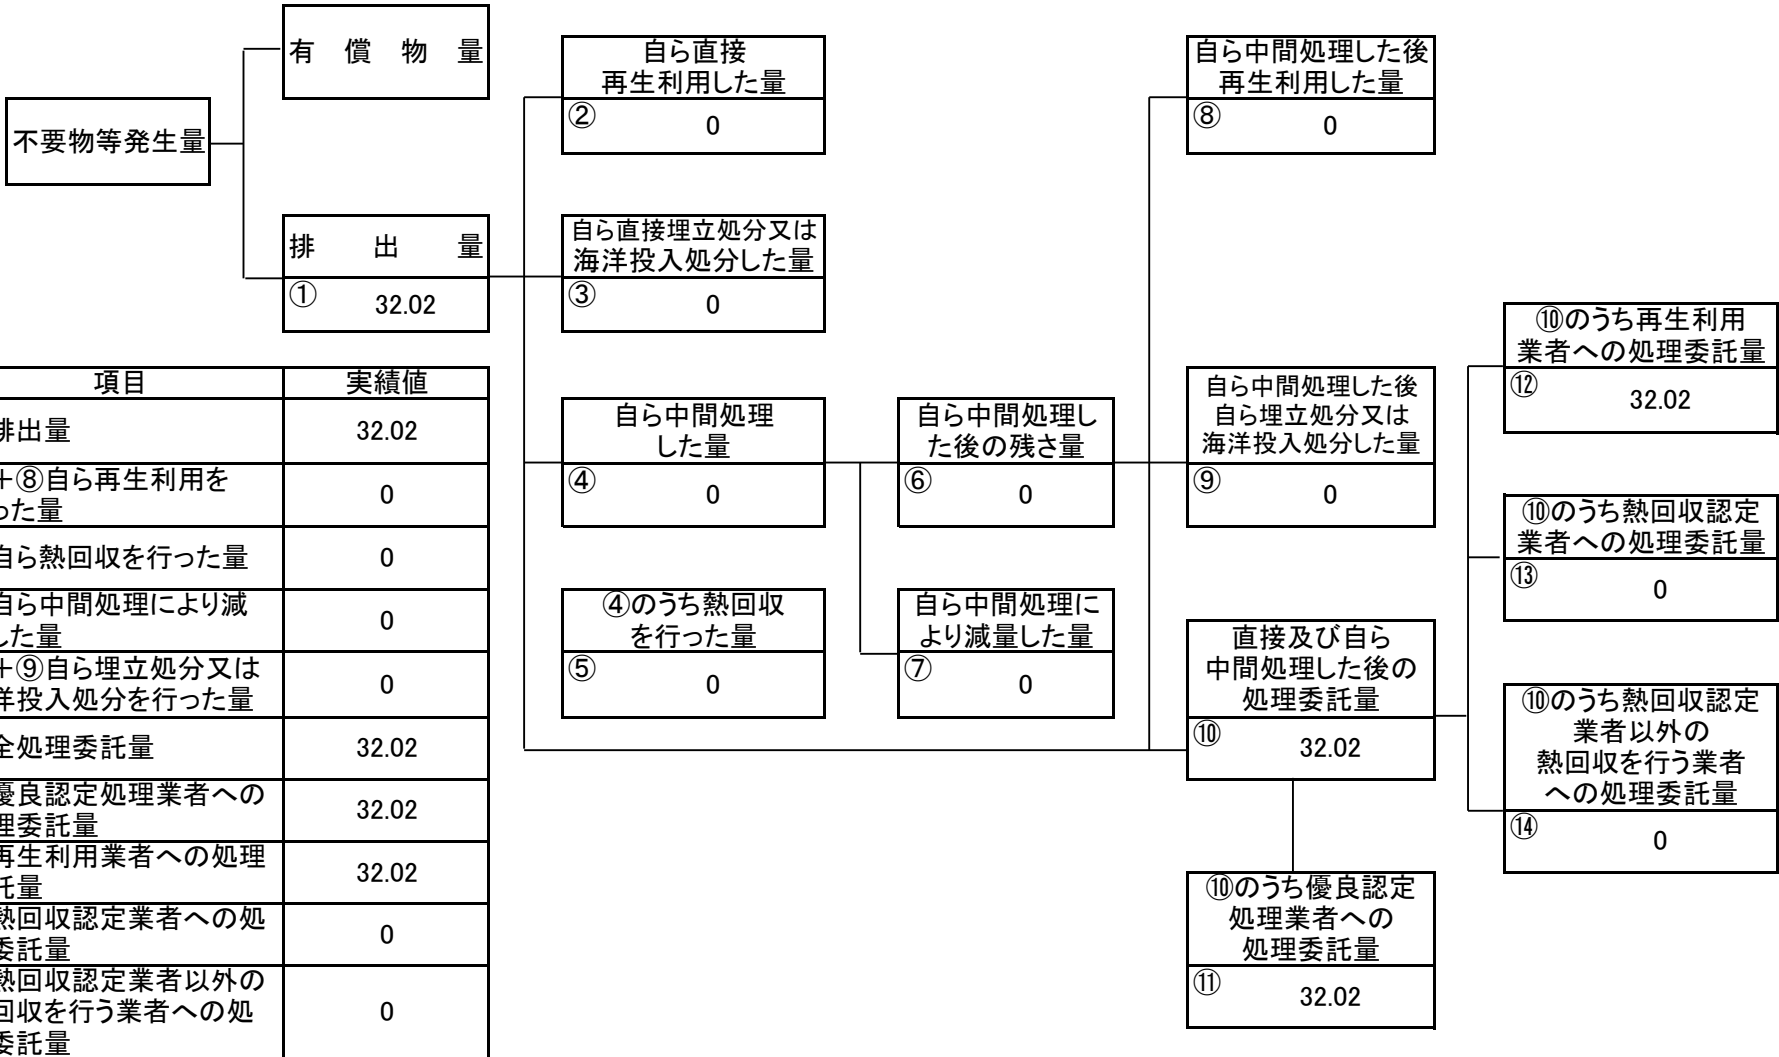 有償物量
不要物等発生量
排出量
① 32.02
自ら直接
再生利用した量
② 0
自ら直接埋立処分又は
海洋投入処分した量
③ 0
自ら中間処理
した量
④ 0
④のうち熱回収
を行った量
⑤ 0
自ら中間処理し
た後の残さ量
⑥ 0
自ら中間処理に
より減量した量
⑦ 0
自ら中間処理した後
再生利用した量
⑧ 0
自ら中間処理した後
自ら埋立処分又は
海洋投入処分した量
⑨ 0
直接及び自ら
中間処理した後の
処理委託量
⑩ 32.02
⑩のうち優良認定
処理業者への
処理委託量
⑪ 32.02
⑩のうち再生利用
業者への処理委託量
⑫ 32.02
⑩のうち熱回収認定
業者への処理委託量
⑬ 0
⑩のうち熱回収認定
業者以外の
熱回収を行う業者
への処理委託量
⑭ 0
項目 実績値
排出量 32.02
+⑧自ら再生利用を
った量 0
自ら熱回収を行った量 0
自ら中間処理により減
した量 0
+⑨自ら埋立処分又は
洋投入処分を行った量 0
全処理委託量 32.02
優良認定処理業者への
理委託量 32.02
再生利用業者への処理
託量 32.02
熱回収認定業者への処
委託量 0
熱回収認定業者以外の
回収を行う業者への処
委託量 0